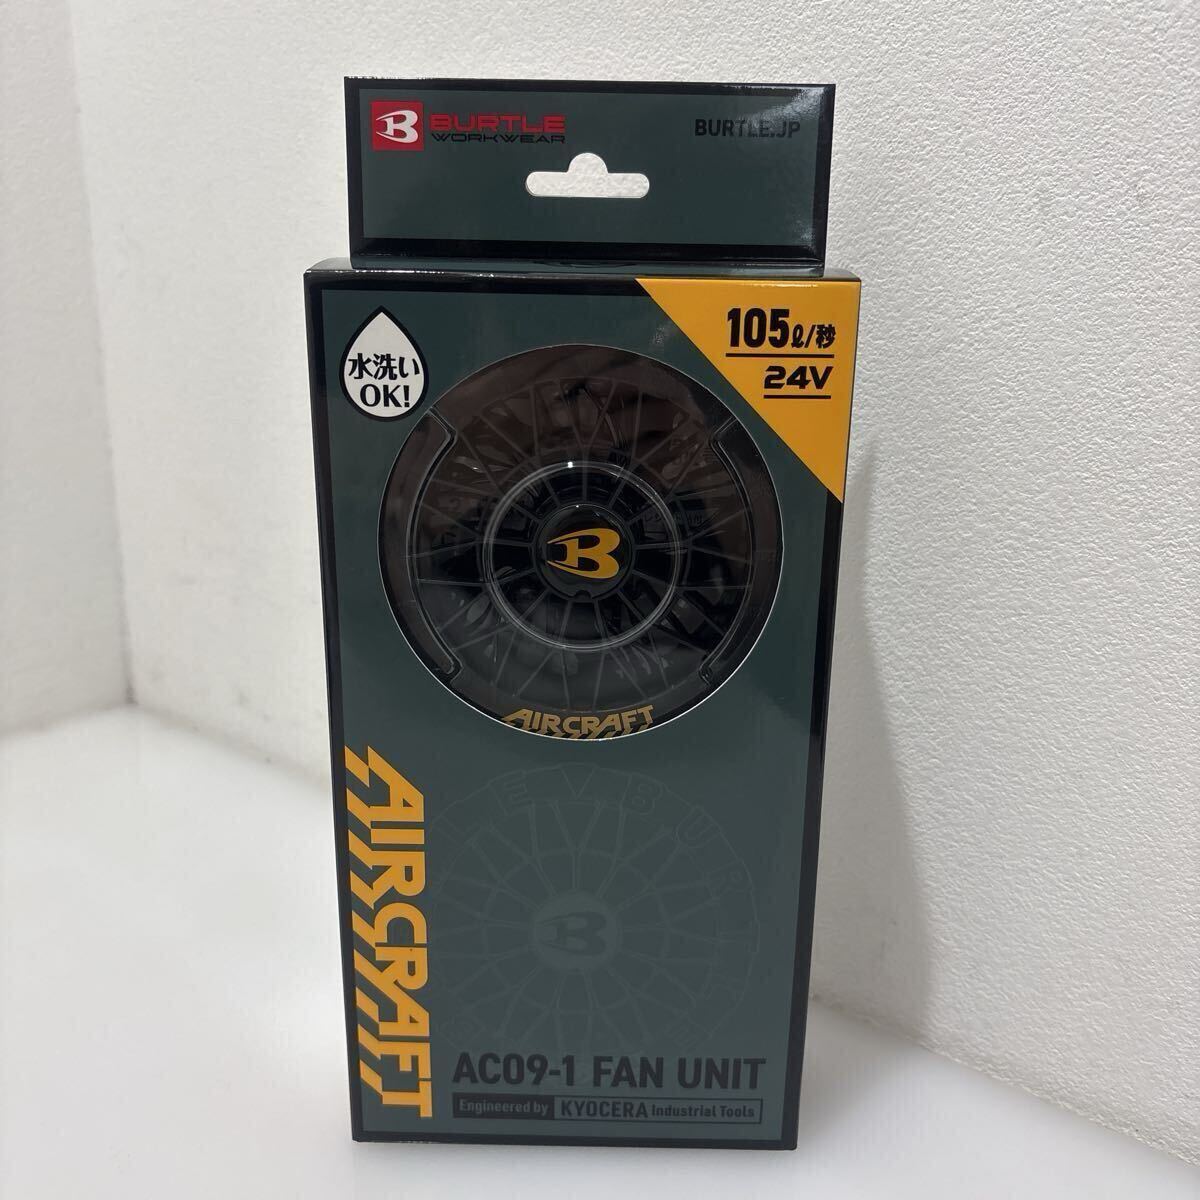 BURTLE
WORKWEAR
BURTLE.JP
105ℓ/秒
24V
水洗い
OK!
B
AIRCRAFT
AIRCRAFT
B
AC09-1 FAN UNIT
Engineered by KYOCERA Industrial Tools